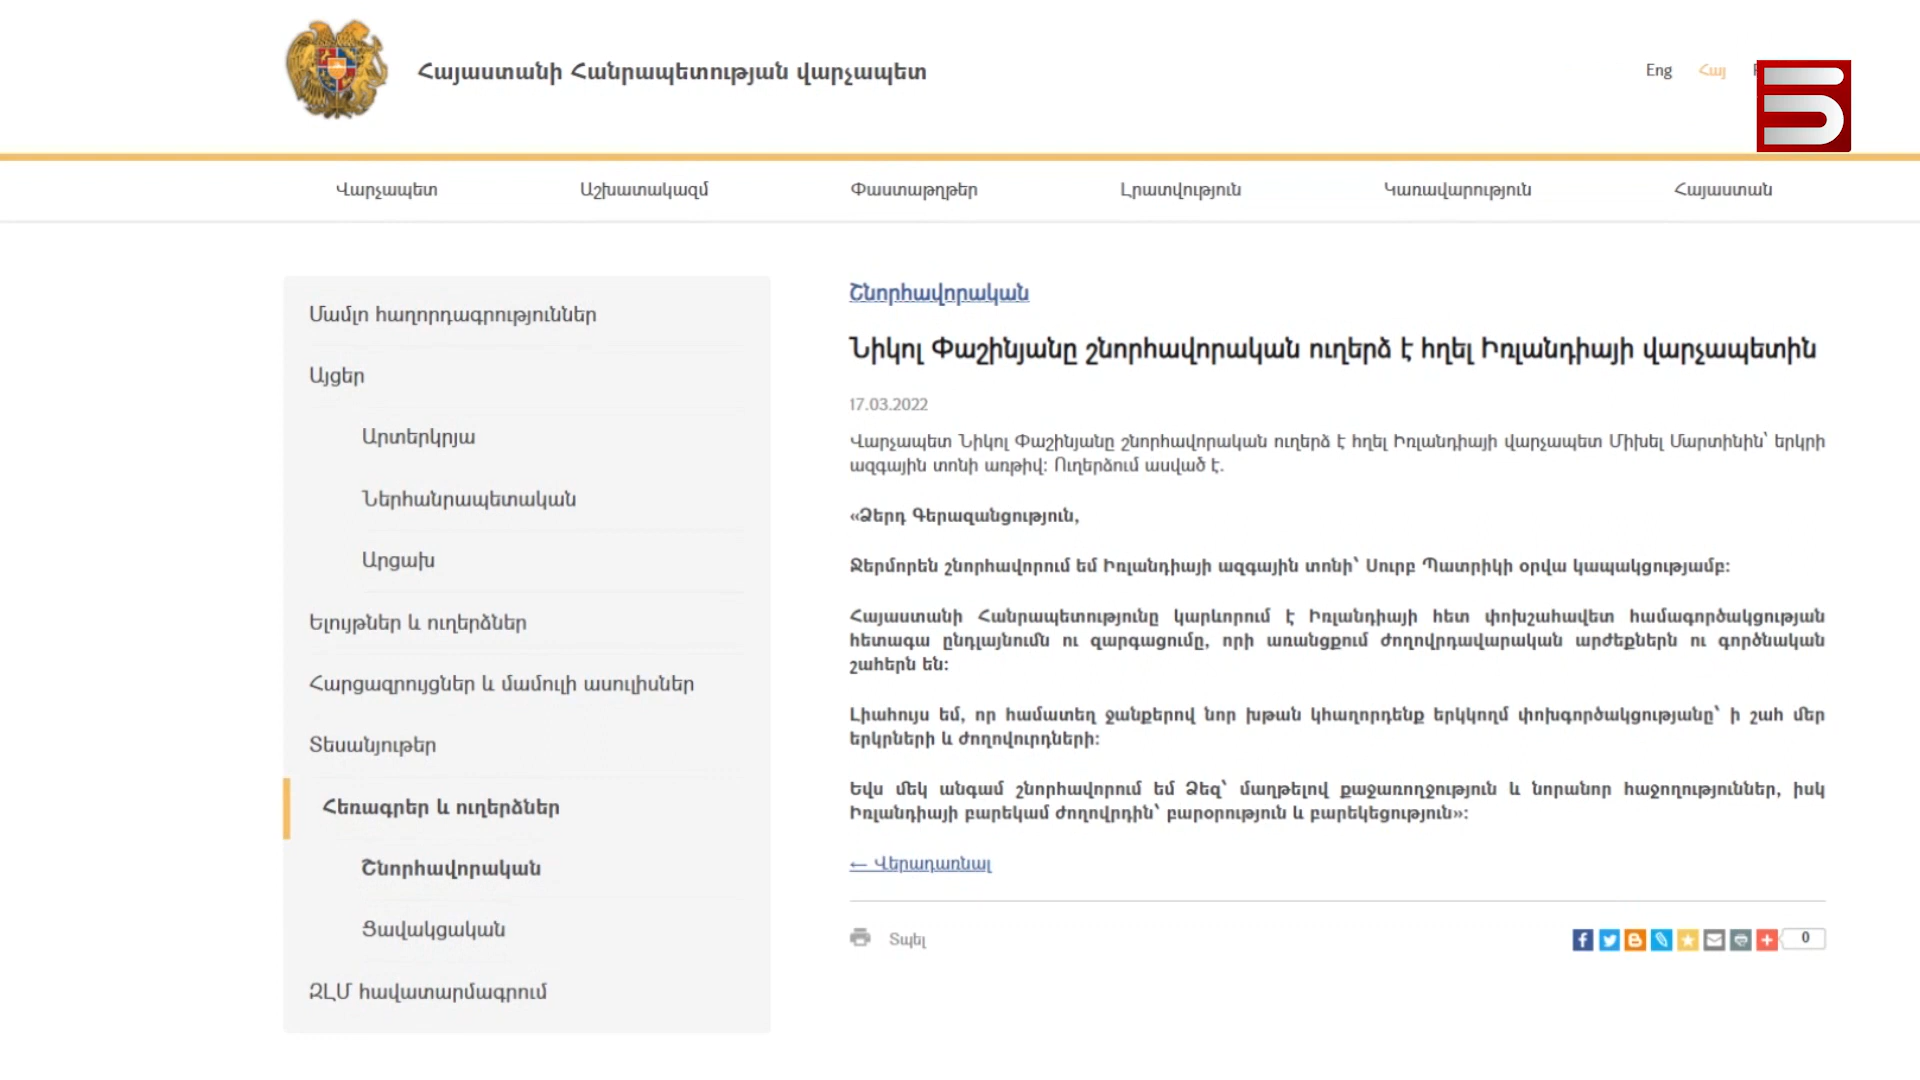 Հայաստանի Հանրապետության վարչապետ
Eng Հայ
Վարչապետ Աշխատակազմ Փաստաթղթեր Լրատվություն Կառավարություն Հայաստան
Մամլո հաղորդագրություններ
Այցեր
Արտերկրյա
Ներհանրապետական
Արցախ
Ելույթներ և ուղերձներ
Հարցազրույցներ և մամուլի ասուլիսներ
Տեսանյութեր
Հեռագրեր և ուղերձներ
Շնորհավորական
Ցավակցական
ԶԼՄ հավատարմագրում
Շնորհավորական
Նիկոլ Փաշինյանը շնորհավորական ուղերձ է հղել Իռլանդիայի վարչապետին
17.03.2022
Վարչապետ Նիկոլ Փաշինյանը շնորհավորական ուղերձ է հղել Իռլանդիայի վարչապետ Միխել Մարտինին՝ երկրի
ազգային տոնի առթիվ: Ուղերձում ասված է.
«Ձերդ Գերազանցություն,
Ջերմորեն շնորհավորում եմ Իռլանդիայի ազգային տոնի՝ Սուրբ Պատրիկի օրվա կապակցությամբ:
Հայաստանի Հանրապետությունը կարևորում է Իռլանդիայի հետ փոխշահավետ համագործակցության
հետագա ընդլայնումն ու զարգացումը, որի առանցքում ժողովրդավարական արժեքներն ու գործնական
շահերն են:
Լիահույս եմ, որ համատեղ ջանքերով նոր խթան կհաղորդենք երկկողմ փոխգործակցությանը՝ ի շահ մեր
երկրների և ժողովուրդների:
Եվս մեկ անգամ շնորհավորում եմ Ձեզ՝ մաղթելով քաջառողջություն և նորանոր հաջողություններ, իսկ
Իռլանդիայի բարեկամ ժողովրդին՝ բարօրություն և բարեկեցություն»:
← Վերադառնալ
Տպել
0